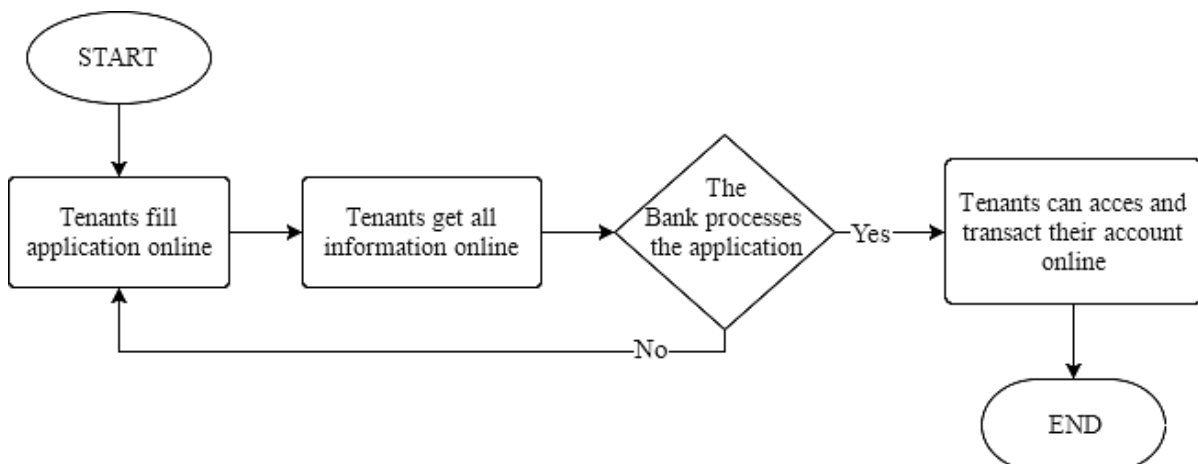 START
Tenants fill
application online
Tenants get all
information online
The
Bank processes
the application
Yes
Tenants can acces and
transact their account
online
No
END